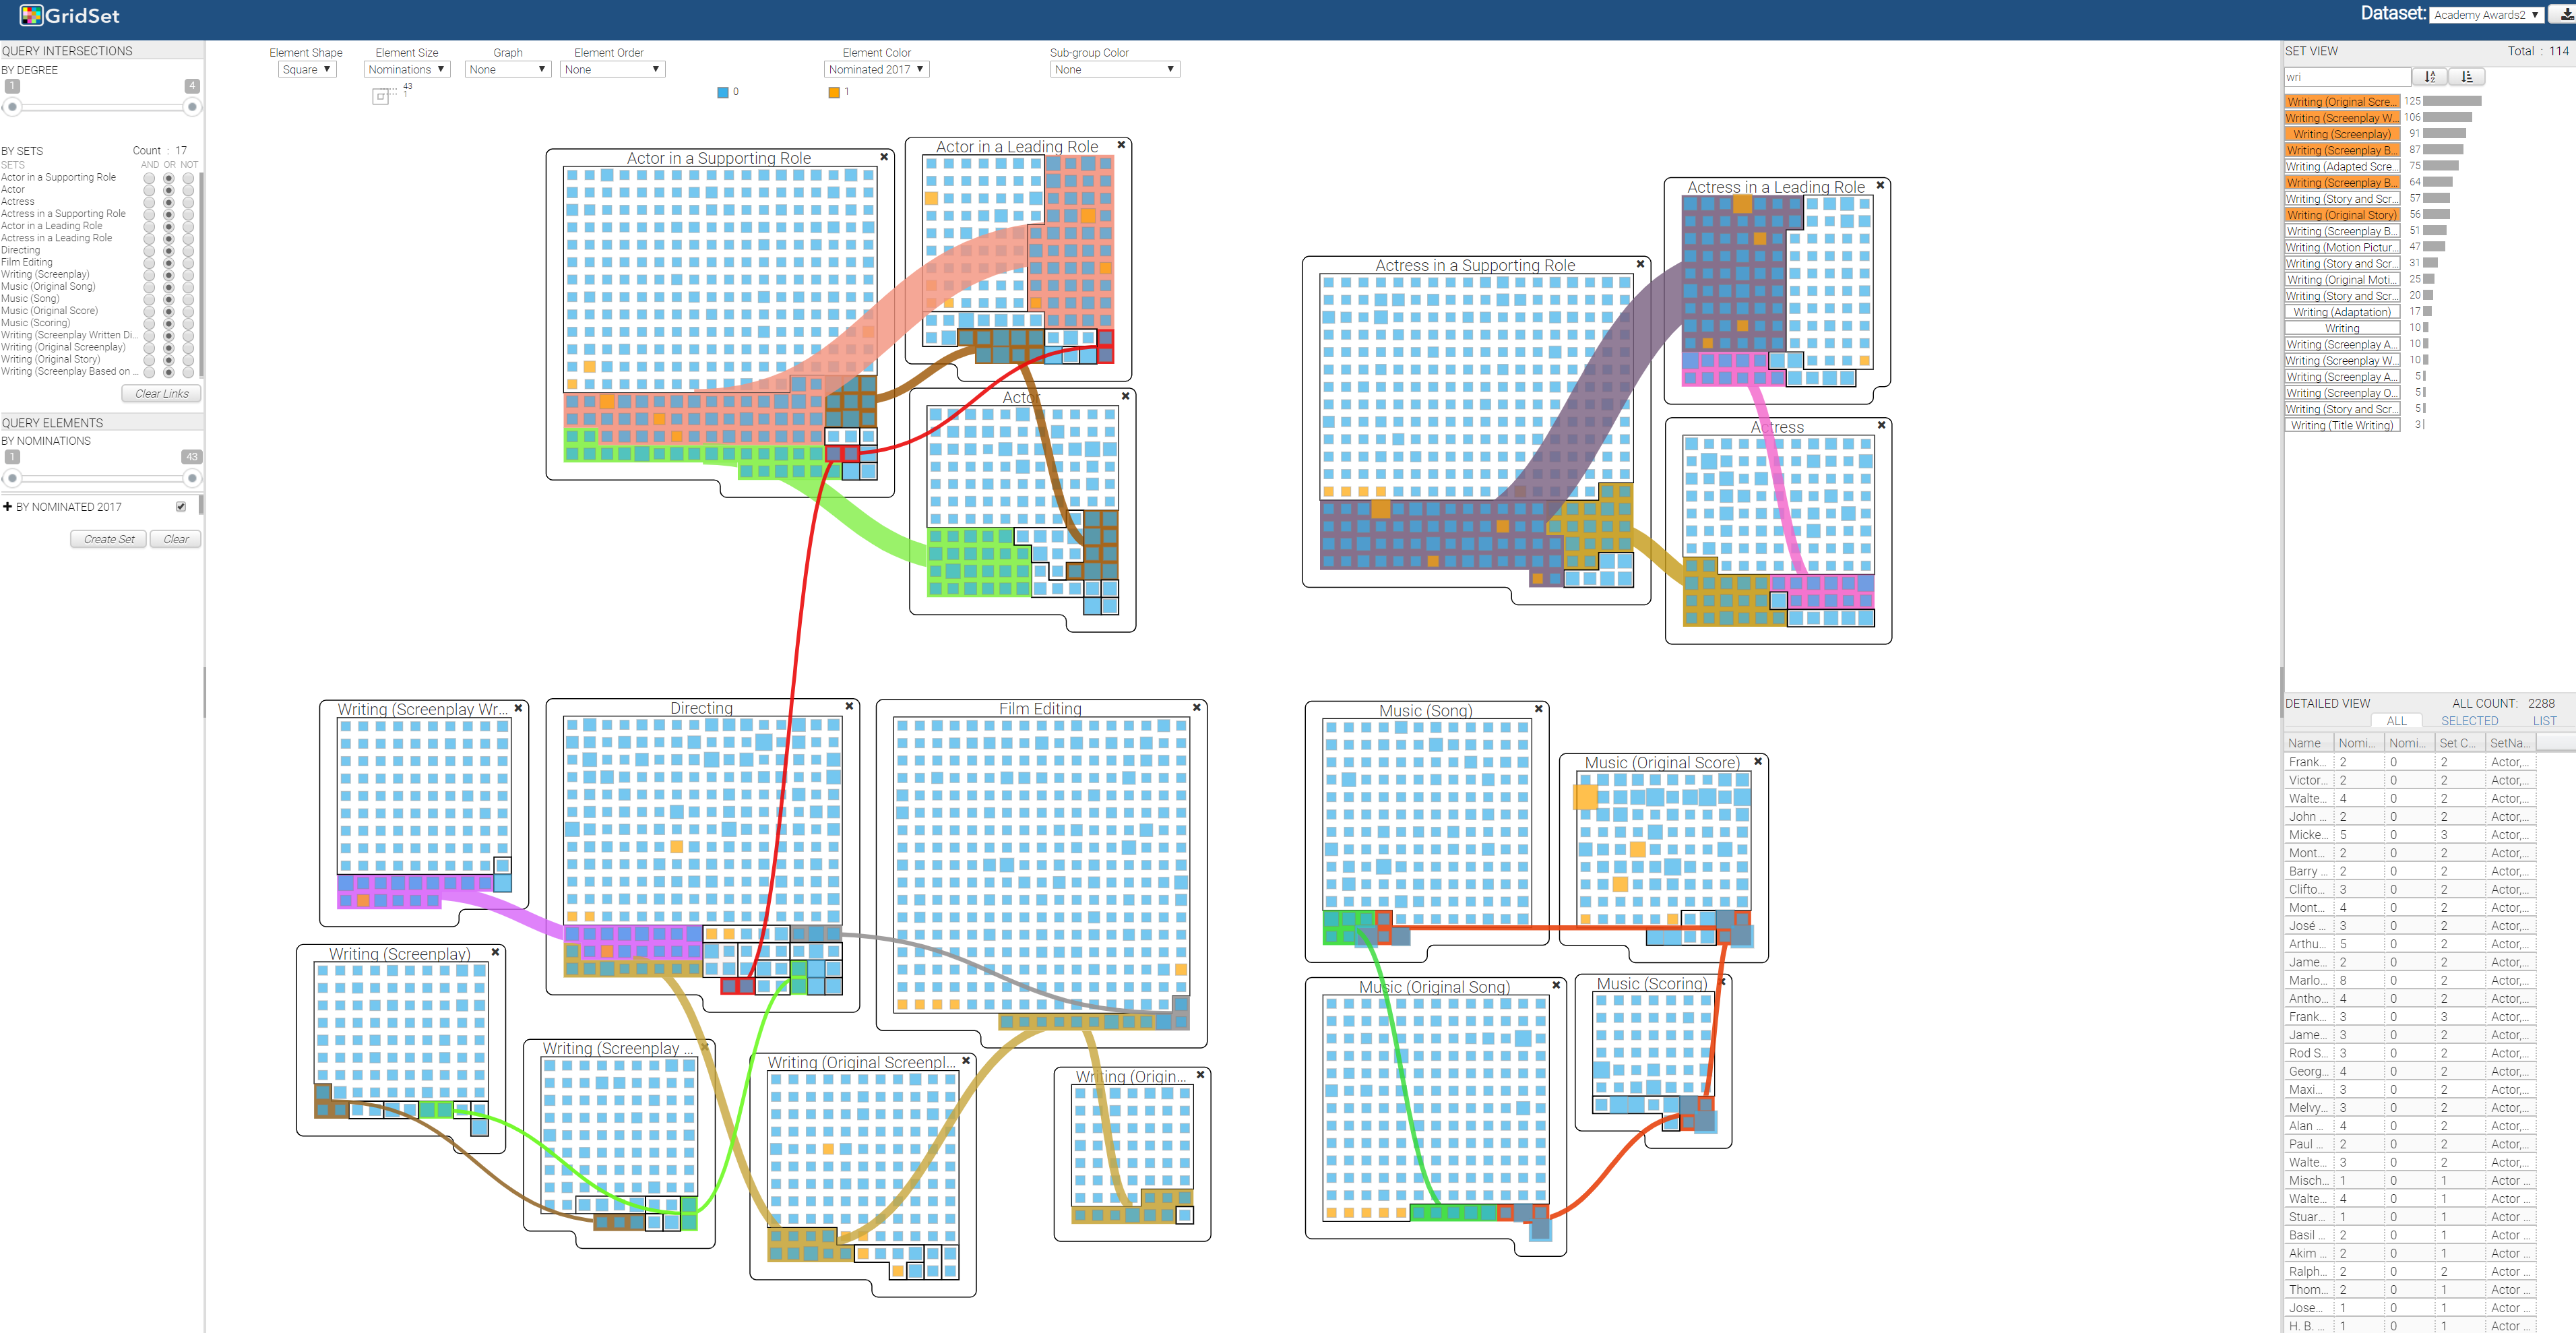 GridSet
Dataset: Academy Awards2
QUERY INTERSECTIONS
BY DEGREE
1 4
BY SETS Count : 17
SETS AND OR NOT
Actor in a Supporting Role
Actor
Actress
Actress in a Supporting Role
Actor in a Leading Role
Actress in a Leading Role
Directing
Film Editing
Writing (Screenplay)
Music (Original Song)
Music (Song)
Music (Original Score)
Music (Scoring)
Writing (Screenplay Written Di...
Writing (Original Screenplay)
Writing (Original Story)
Writing (Screenplay Based on ...
Clear Links
QUERY ELEMENTS
BY NOMINATIONS
1 43
BY NOMINATED 2017
Create Set Clear
Element Shape Element Size Graph Element Order Element Color Sub-group Color
Square Nominations None None Nominated 2017 None
43
1
0 1
Actor in a Supporting Role
Actor in a Leading Role
Actor
Actress in a Supporting Role
Actress in a Leading Role
Actress
Writing (Screenplay Wr...
Directing
Film Editing
Writing (Screenplay)
Writing (Screenplay ...
Writing (Original Screenpl...
Writing (Origin...
Music (Song)
Music (Original Score)
Music (Original Song)
Music (Scoring)
SET VIEW Total : 114
wri
Writing (Original Scre... 125
Writing (Screenplay W... 106
Writing (Screenplay) 91
Writing (Screenplay B... 87
Writing (Adapted Scre... 75
Writing (Screenplay B... 64
Writing (Story and Scr... 57
Writing (Original Story) 56
Writing (Screenplay B... 51
Writing (Motion Pictur... 47
Writing (Story and Scr... 31
Writing (Original Moti... 25
Writing (Story and Scr... 20
Writing (Adaptation) 17
Writing 10
Writing (Screenplay A... 10
Writing (Screenplay W... 10
Writing (Screenplay A... 5
Writing (Screenplay O... 5
Writing (Story and Scr... 5
Writing (Title Writing) 3
DETAILED VIEW ALL COUNT: 2288
ALL SELECTED LIST
Name Nomi... Nomi... Set C... SetNa...
Frank... 2 0 2 Actor,...
Victor... 2 0 2 Actor,...
Walte... 4 0 2 Actor,...
John ... 2 0 2 Actor,...
Micke... 5 0 3 Actor,...
Mont... 2 0 2 Actor,...
Barry ... 2 0 2 Actor,...
Clifto... 3 0 2 Actor,...
Mont... 4 0 2 Actor,...
José ... 3 0 2 Actor,...
Arthu... 5 0 2 Actor,...
Jame... 2 0 2 Actor,...
Marlo... 8 0 2 Actor,...
Antho... 4 0 2 Actor,...
Frank... 3 0 3 Actor,...
Jame... 3 0 2 Actor,...
Rod S... 3 0 2 Actor,...
Georg... 4 0 2 Actor,...
Maxi... 3 0 2 Actor,...
Melvy... 3 0 2 Actor,...
Alan ... 4 0 2 Actor,...
Paul ... 2 0 2 Actor,...
Walte... 3 0 2 Actor,...
Misch... 1 0 1 Actor ...
Walte... 4 0 1 Actor ...
Stuar... 1 0 1 Actor ...
Basil ... 2 0 1 Actor ...
Akim ... 2 0 1 Actor ...
Ralph... 2 0 2 Actor ...
Thom... 2 0 1 Actor ...
Jose... 1 0 1 Actor ...
H. B. ... 1 0 1 Actor ...